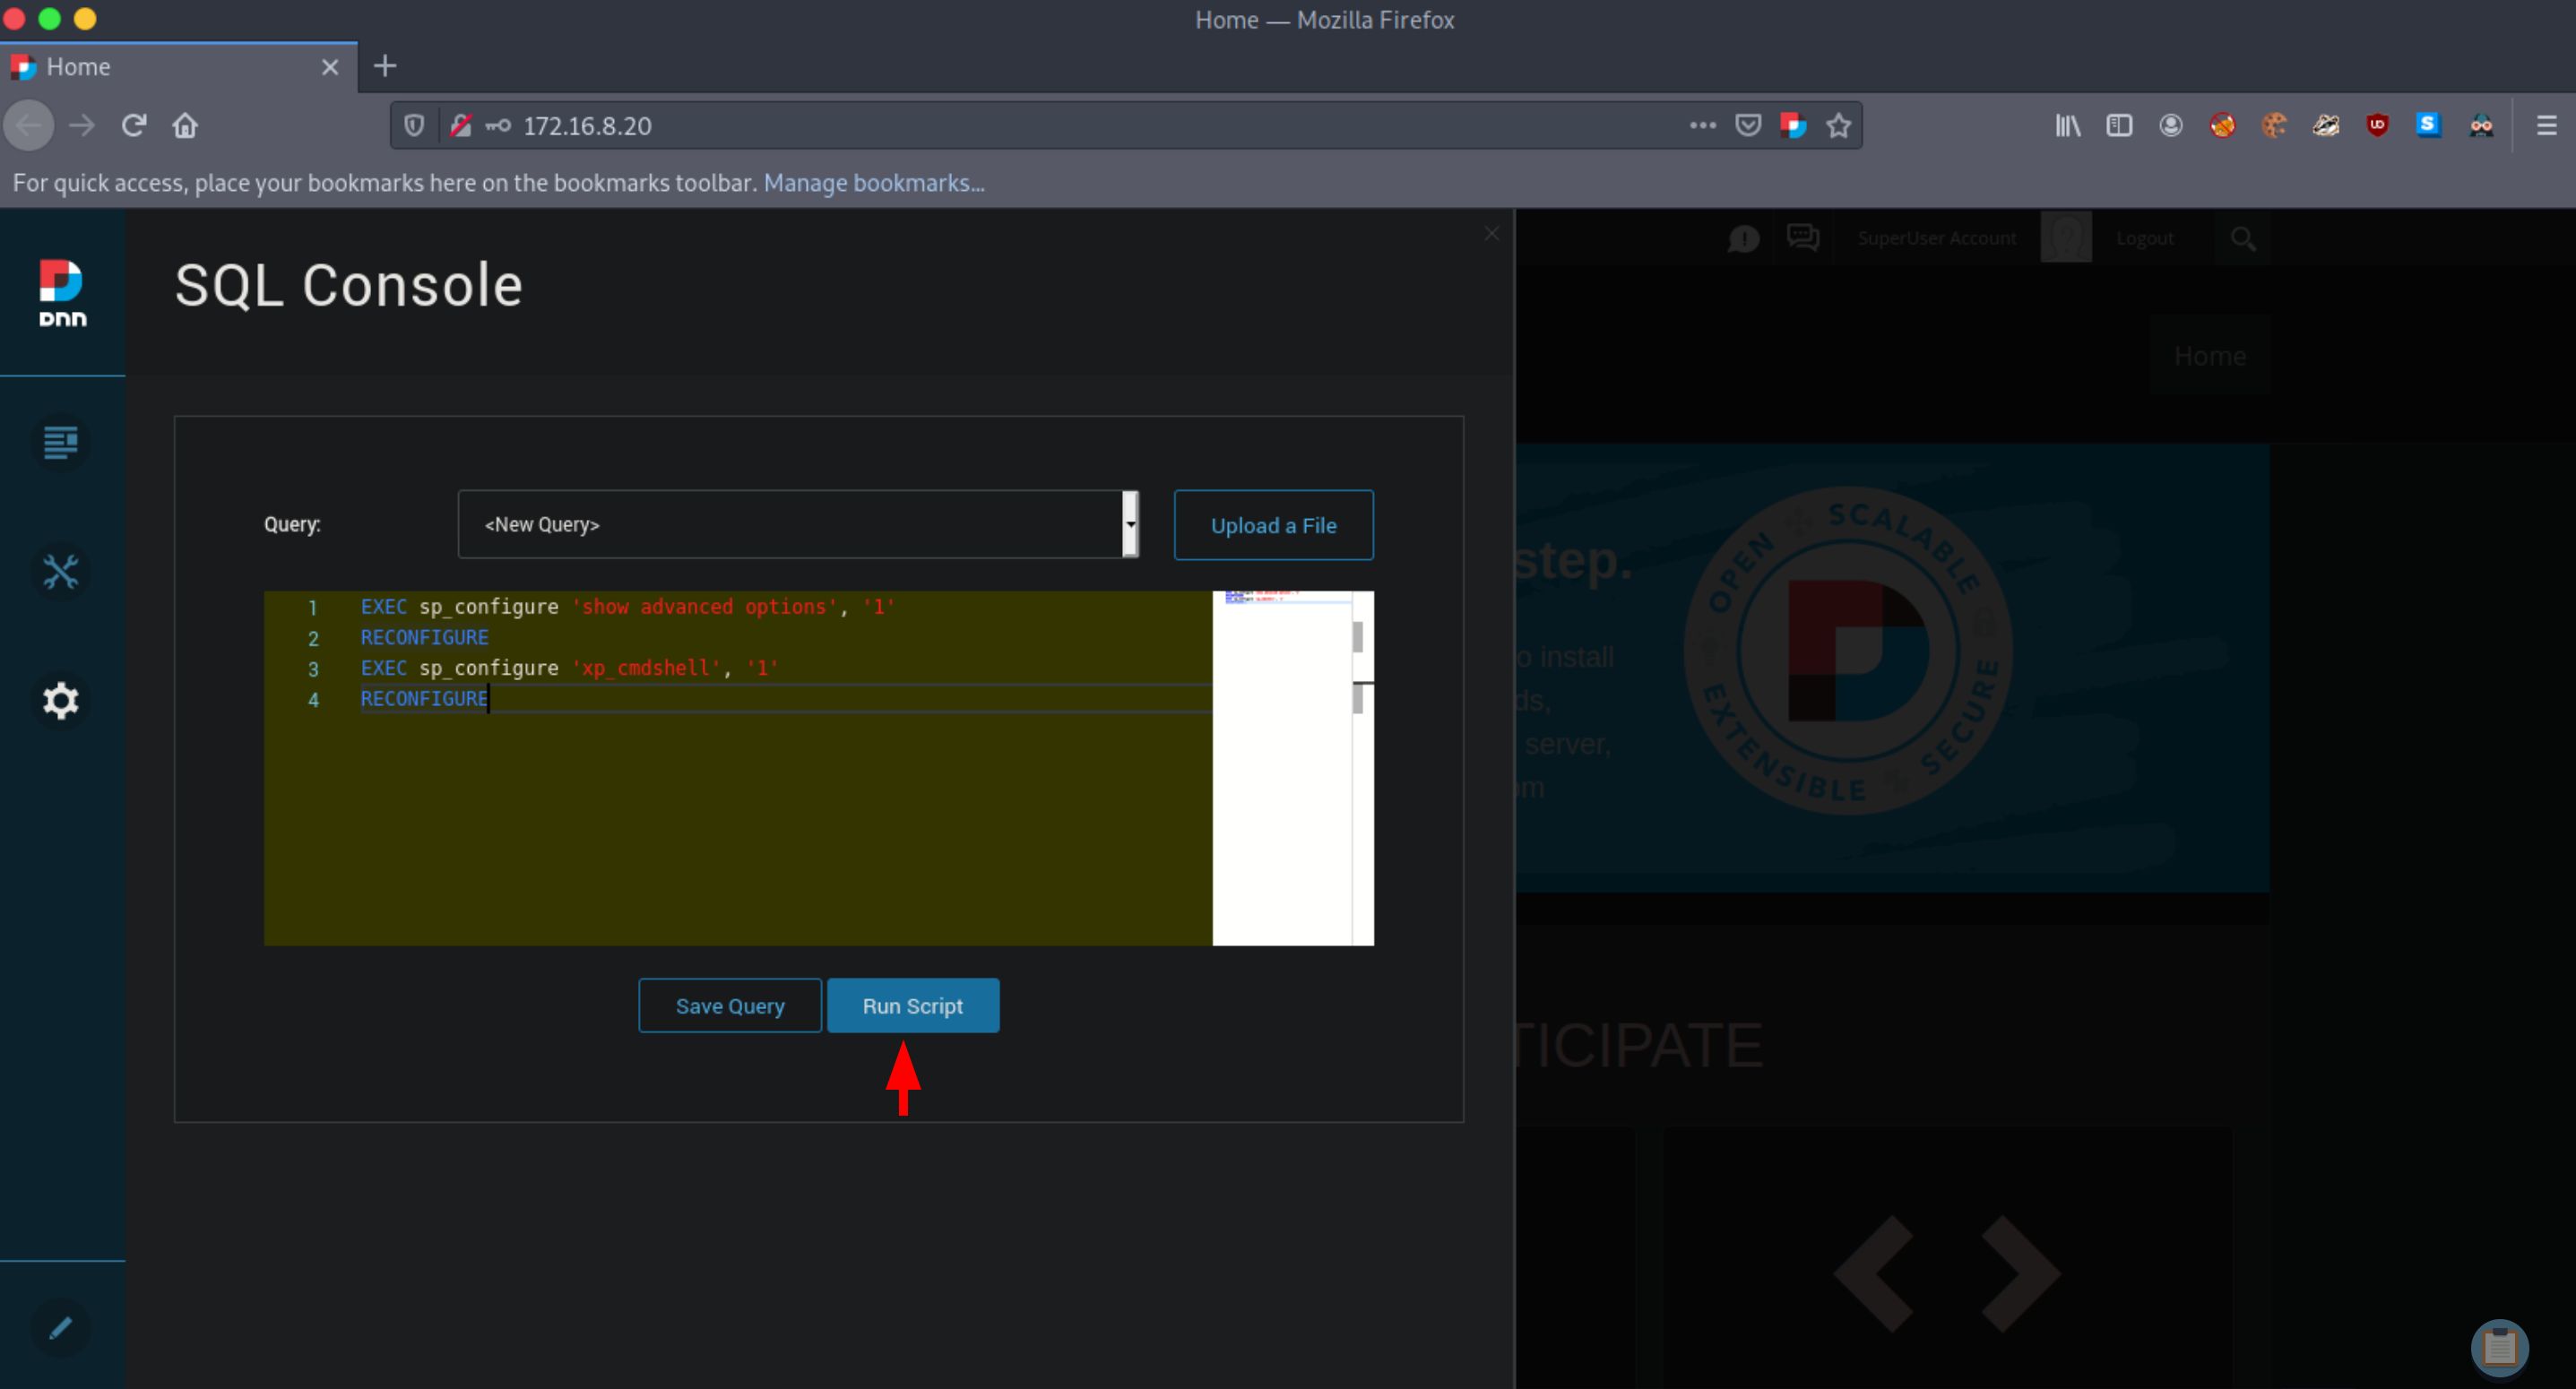 Home — Mozilla Firefox
Home
172.16.8.20
For quick access, place your bookmarks here on the bookmarks toolbar. Manage bookmarks...
DNN
SQL Console
SuperUser Account
Logout
Home
Query:
<New Query>
Upload a File
1 EXEC sp_configure 'show advanced options', '1'
2 RECONFIGURE
3 EXEC sp_configure 'xp_cmdshell', '1'
4 RECONFIGURE
Save Query
Run Script
step.
o install
ds,
server,
om
OPEN
SCALABLE
EXTENSIBLE
SECURE
TICIPATE